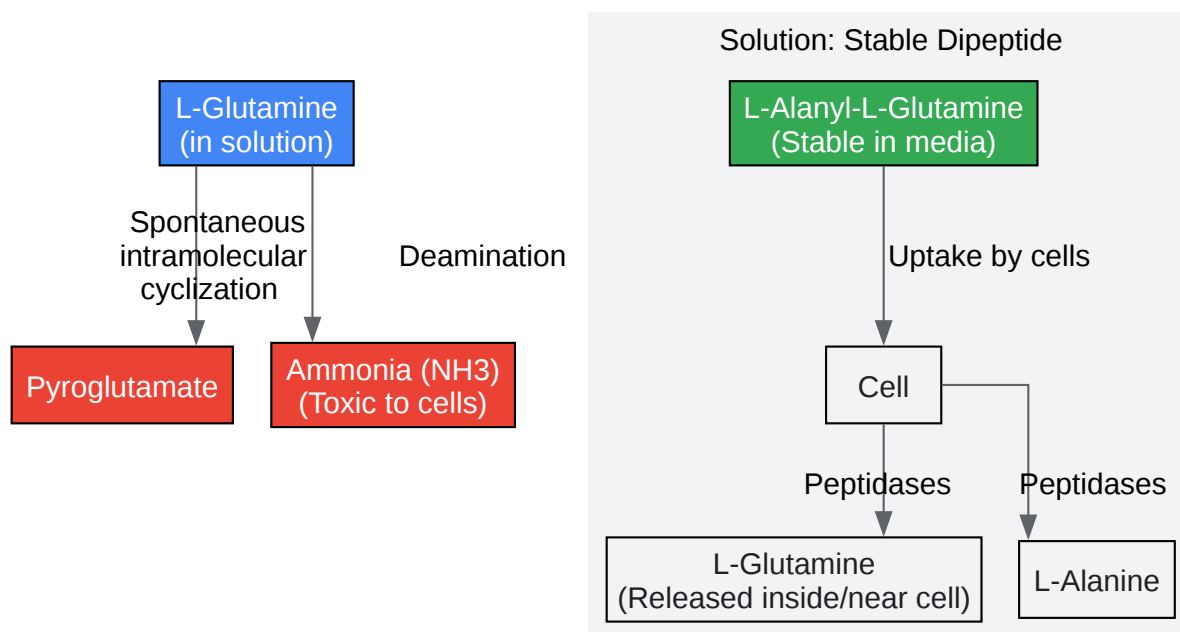 Solution: Stable Dipeptide
L-Glutamine
(in solution)
L-Alanyl-L-Glutamine
(Stable in media)
Spontaneous
intramolecular
cyclization
Deamination
Uptake by cells
Pyroglutamate
Ammonia (NH3)
(Toxic to cells)
Cell
Peptidases
Peptidases
L-Glutamine
(Released inside/near cell)
L-Alanine